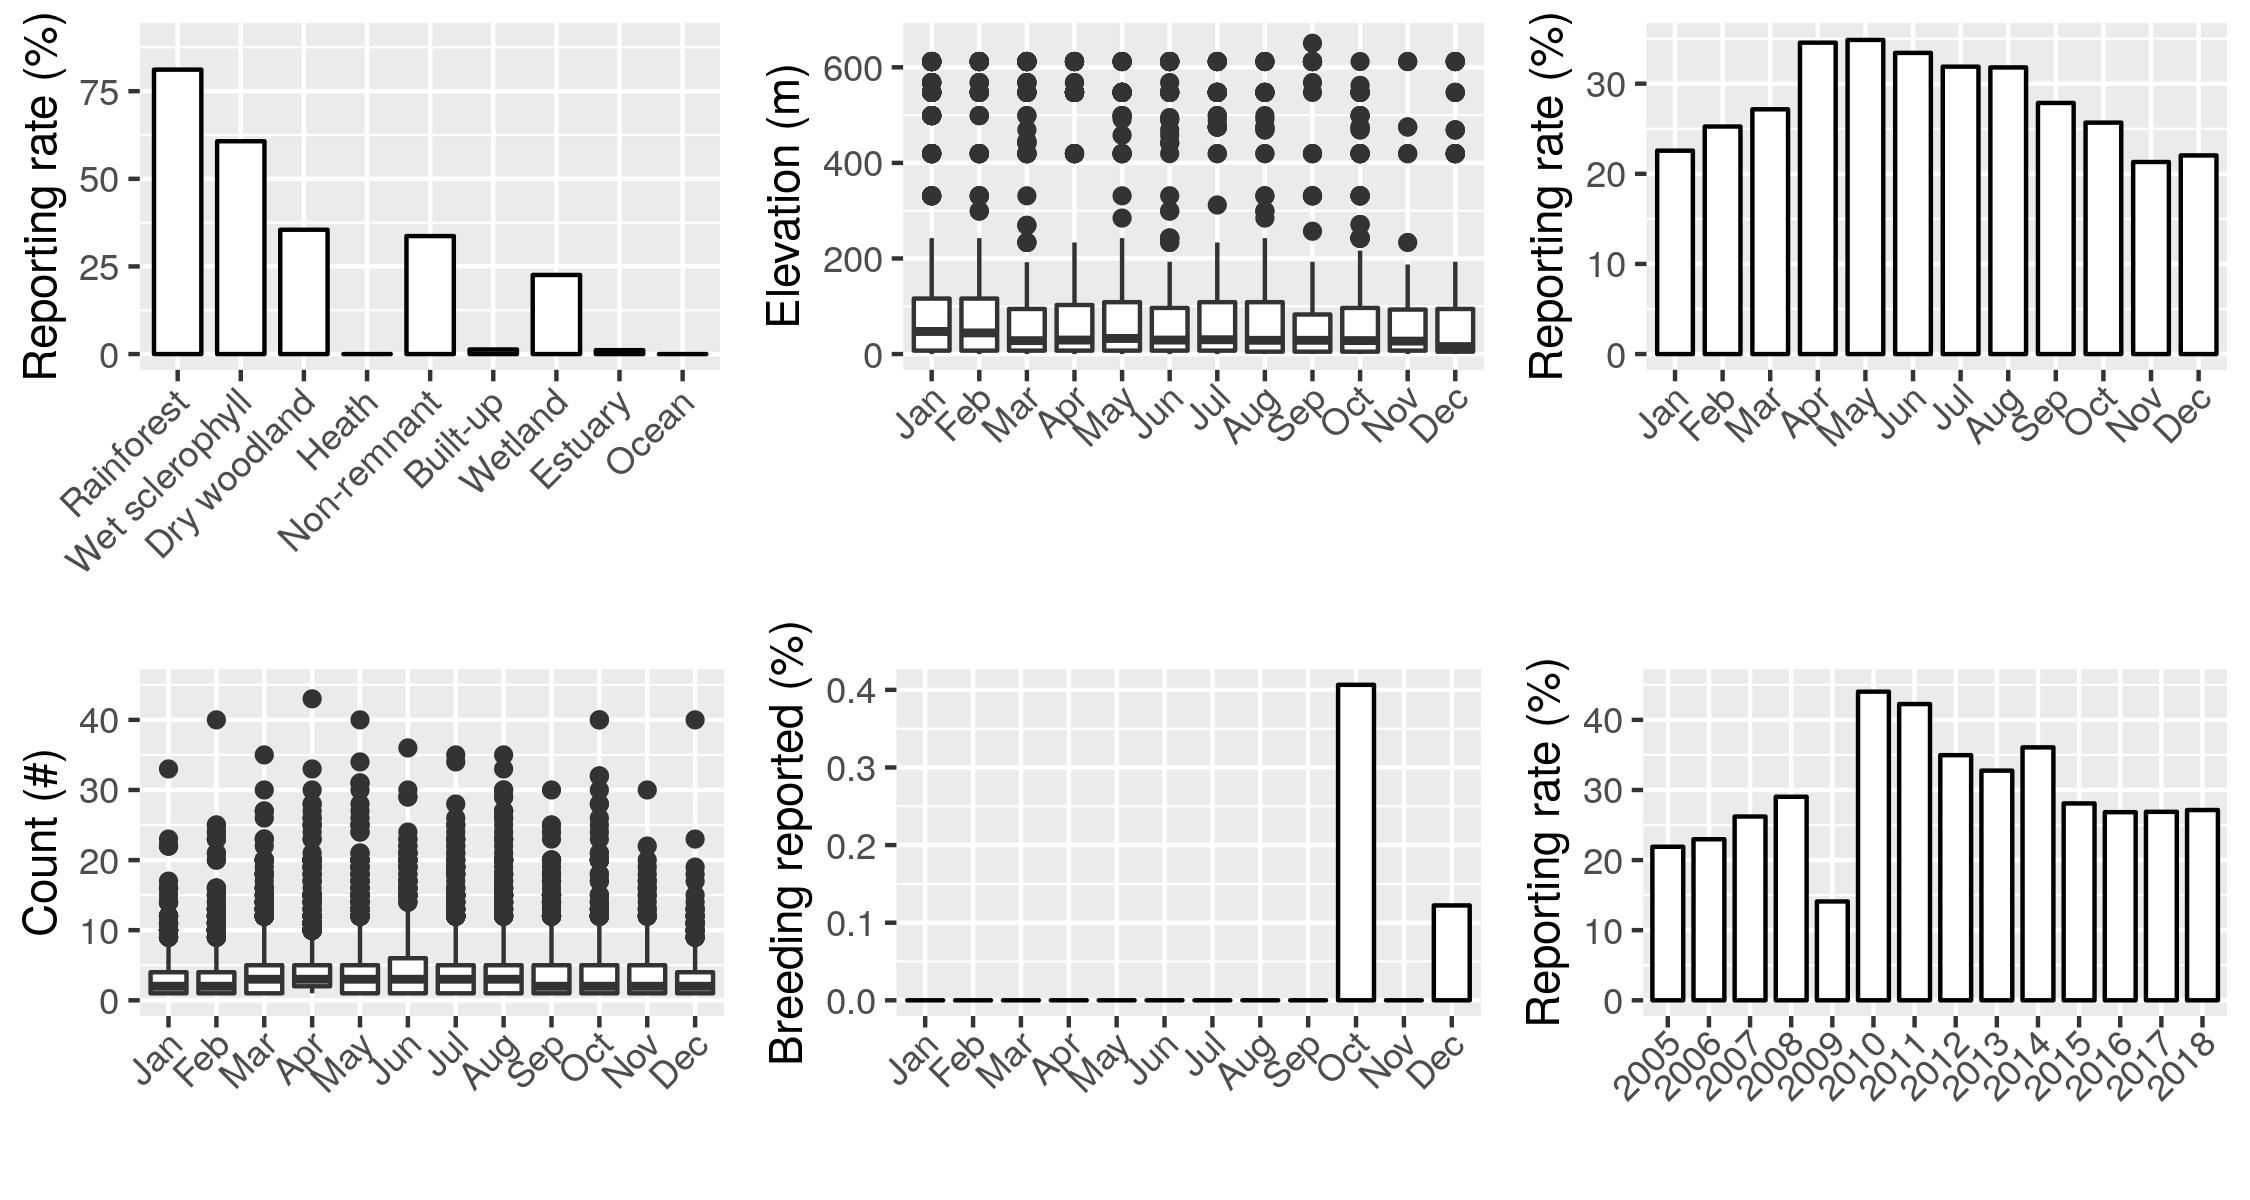 Reporting rate (%)
75
50
25
0
Rainforest
Wet sclerophyll
Dry woodland
Heath
Non-remnant
Built-up
Wetland
Estuary
Ocean
Elevation (m)
600
400
200
0
Jan
Feb
Mar
Apr
May
Jun
Jul
Aug
Sep
Oct
Nov
Dec
Reporting rate (%)
30
20
10
0
Jan
Feb
Mar
Apr
May
Jun
Jul
Aug
Sep
Oct
Nov
Dec
Count (#)
40
30
20
10
0
Jan
Feb
Mar
Apr
May
Jun
Jul
Aug
Sep
Oct
Nov
Dec
Breeding reported (%)
0.4
0.3
0.2
0.1
0.0
Jan
Feb
Mar
Apr
May
Jun
Jul
Aug
Sep
Oct
Nov
Dec
Reporting rate (%)
40
30
20
10
0
2005
2006
2007
2008
2009
2010
2011
2012
2013
2014
2015
2016
2017
2018